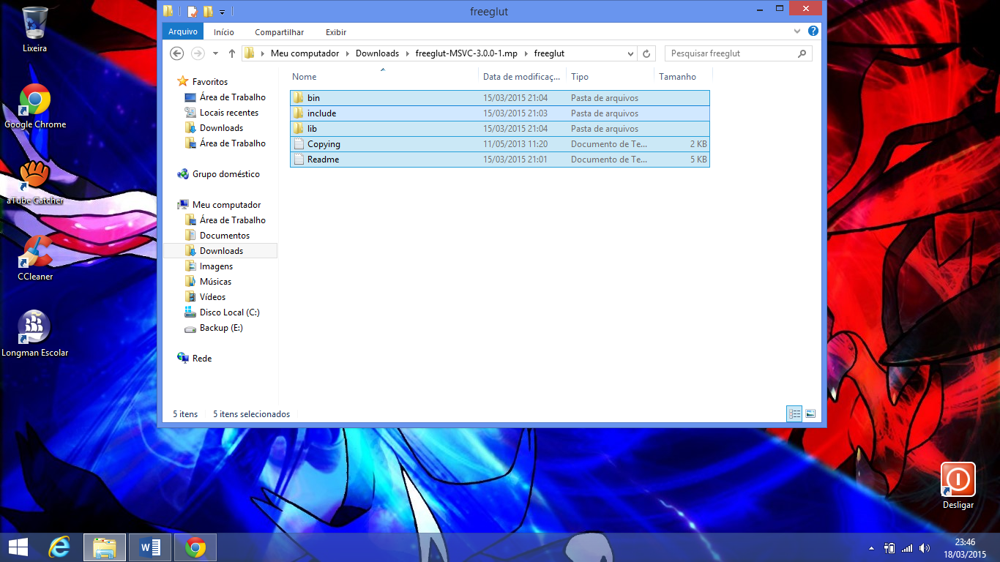 freeglut
Arquivo Início Compartilhar Exibir
Meu computador Downloads freeglut-MSVC-3.0.0-1.mp freeglut
Pesquisar freeglut
Nome Data de modificaç... Tipo Tamanho
bin 15/03/2015 21:04 Pasta de arquivos
include 15/03/2015 21:03 Pasta de arquivos
lib 15/03/2015 21:04 Pasta de arquivos
Copying 11/05/2013 11:20 Documento de Te... 2 KB
Readme 15/03/2015 21:01 Documento de Te... 5 KB
Favoritos
Área de Trabalho
Locais recentes
Downloads
Área de Trabalho
Grupo doméstico
Meu computador
Área de Trabalho
Documentos
Downloads
Imagens
Músicas
Vídeos
Disco Local (C:)
Backup (E:)
Rede
5 itens 5 itens selecionados
Lixeira
Google Chrome
aTube Catcher
CCleaner
Longman Escolar
Desligar
23:46
18/03/2015